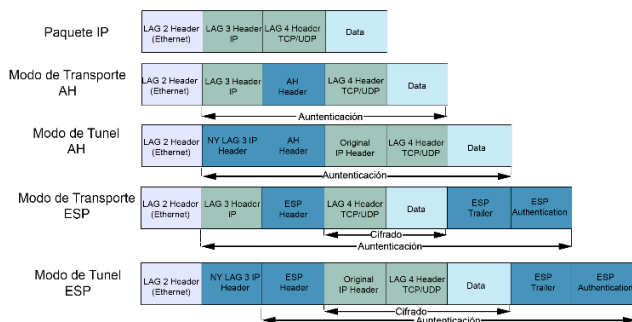 Paquete IP
LAG 2 Header
(Ethernet)
LAG 3 Header
IP
LAG 4 Header
TCP/UDP
Data
Modo de Transporte
AH
LAG 2 Header
(Ethernet)
LAG 3 Header
IP
AH
Header
LAG 4 Header
TCP/UDP
Data
Auntenticación
Modo de Tunel
AH
LAG 2 Header
(Ethernet)
NY LAG 3 IP
Header
AH
Header
Original
IP Header
LAG 4 Header
TCP/UDP
Data
Auntenticación
Modo de Transporte
ESP
LAG 2 Header
(Ethernet)
LAG 3 Header
IP
ESP
Header
LAG 4 Header
TCP/UDP
Data
ESP
Trailer
ESP
Authentication
Cifrado
Auntenticación
Modo de Tunel
ESP
LAG 2 Header
(Ethernet)
NY LAG 3 IP
Header
ESP
Header
Original
IP Header
LAG 4 Header
TCP/UDP
Data
ESP
Trailer
ESP
Authentication
Cifrado
Auntenticación